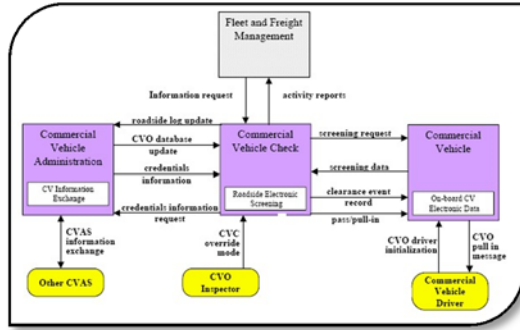 Fleet and Freight
Management
Information request
activity reports
roadside log update
Commercial
Vehicle
Administration
CV Information
Exchange
CVO database
update
credentials
information
credentials information
request
Commercial
Vehicle Check
Roadside Electronic
Screening
screening request
screening data
clearance event
record
pass/pull-in
Commercial
Vehicle
On-board CV
Electronic Data
CVAS
information
exchange
CVC
override
mode
CVO driver
initialization
CVO
pull in
message
Other CVAS
CVO
Inspector
Commercial
Vehicle
Driver